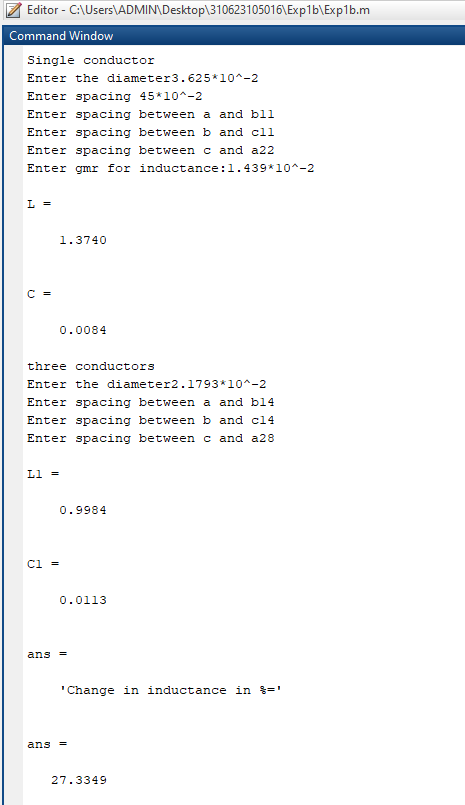 Editor - C:\Users\ADMIN\Desktop\310623105016\Exp1b\Exp1b.m
Command Window
Single conductor
Enter the diameter3.625*10^-2
Enter spacing 45*10^-2
Enter spacing between a and b11
Enter spacing between b and c11
Enter spacing between c and a22
Enter gmr for inductance:1.439*10^-2
L =
1.3740
C =
0.0084
three conductors
Enter the diameter2.1793*10^-2
Enter spacing between a and b14
Enter spacing between b and c14
Enter spacing between c and a28
L1 =
0.9984
C1 =
0.0113
ans =
'Change in inductance in %='
ans =
27.3349